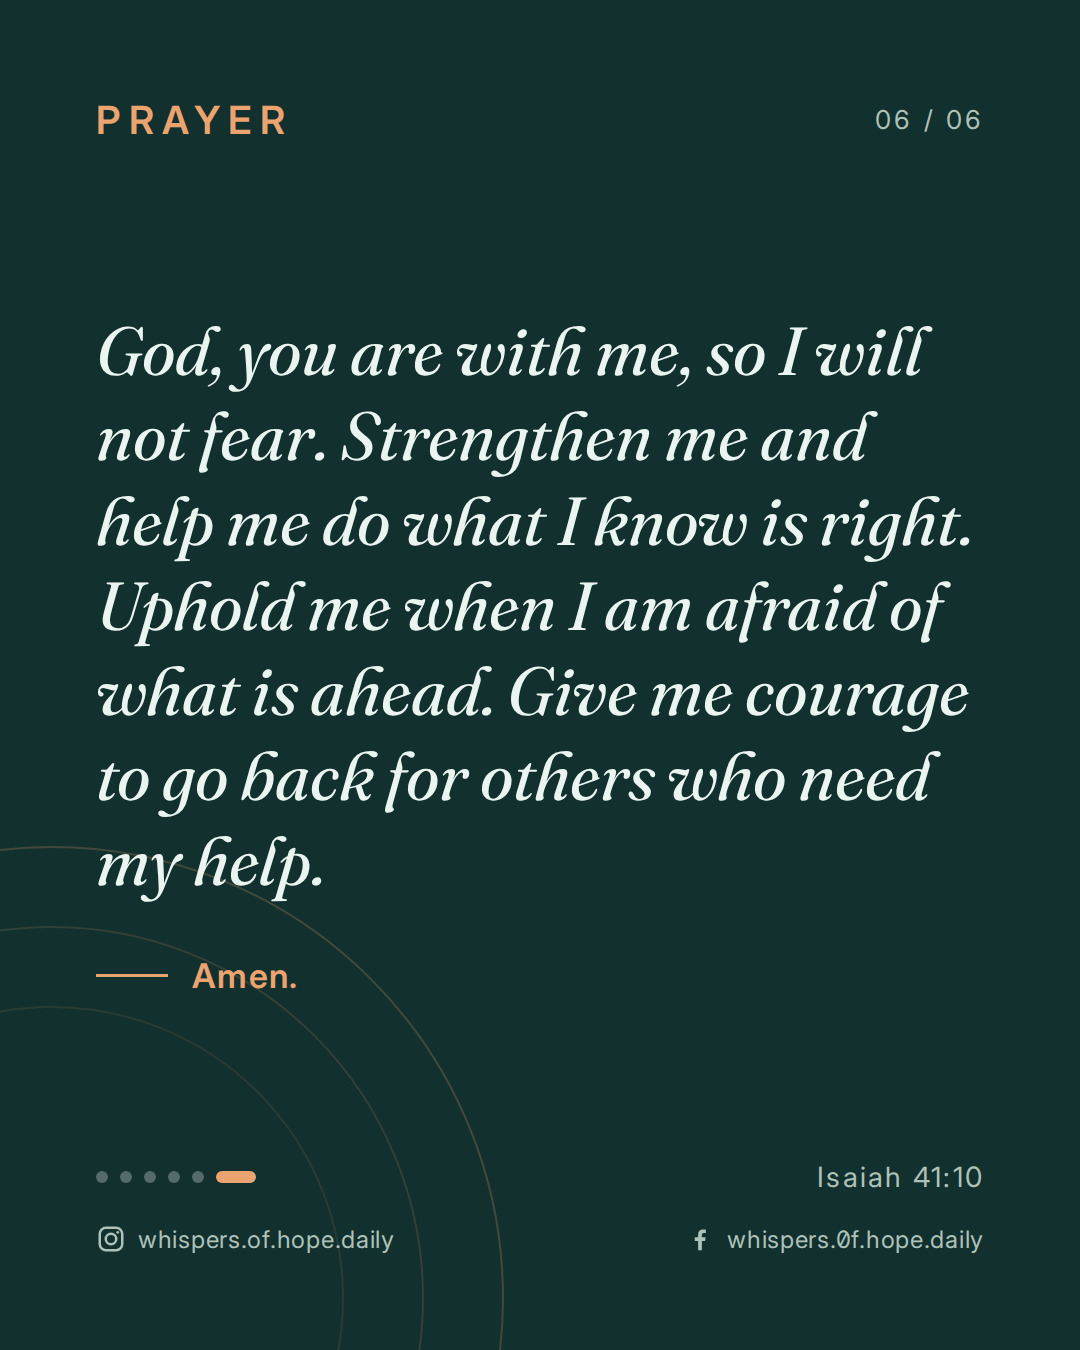 PRAYER
06 / 06
God, you are with me, so I will
not fear. Strengthen me and
help me do what I know is right.
Uphold me when I am afraid of
what is ahead. Give me courage
to go back for others who need
my help.
Amen.
Isaiah 41:10
whispers.of.hope.daily
whispers.0f.hope.daily